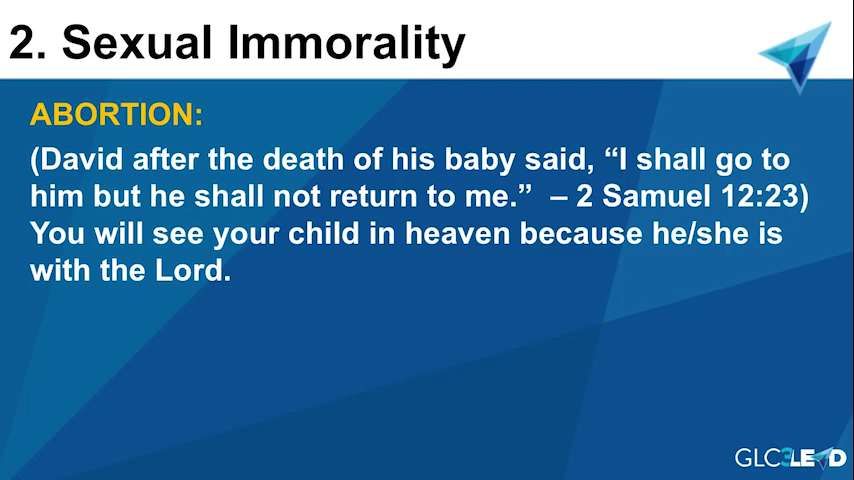 2. Sexual Immorality
ABORTION:
(David after the death of his baby said, “I shall go to
him but he shall not return to me.”  – 2 Samuel 12:23)
You will see your child in heaven because he/she is
with the Lord.
GLC3LEAD